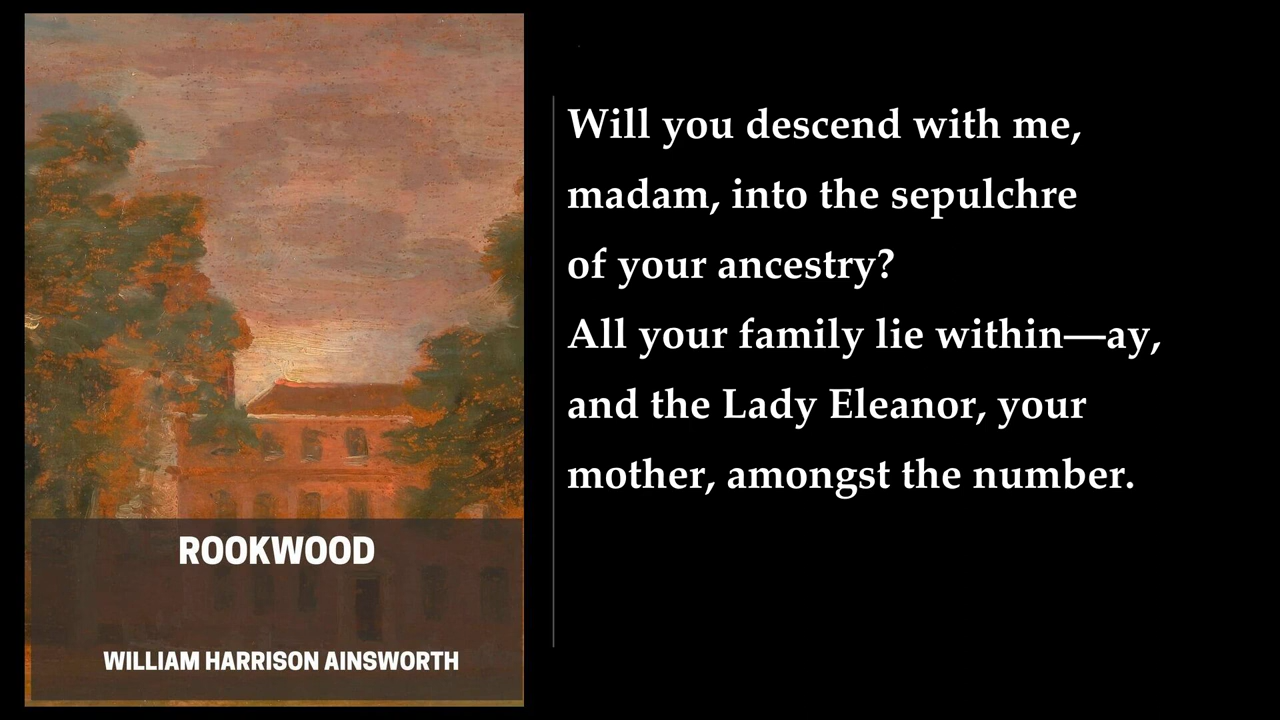 ROOKWOOD
WILLIAM HARRISON AINSWORTH
Will you descend with me,
madam, into the sepulchre
of your ancestry?
All your family lie within—ay,
and the Lady Eleanor, your
mother, amongst the number.